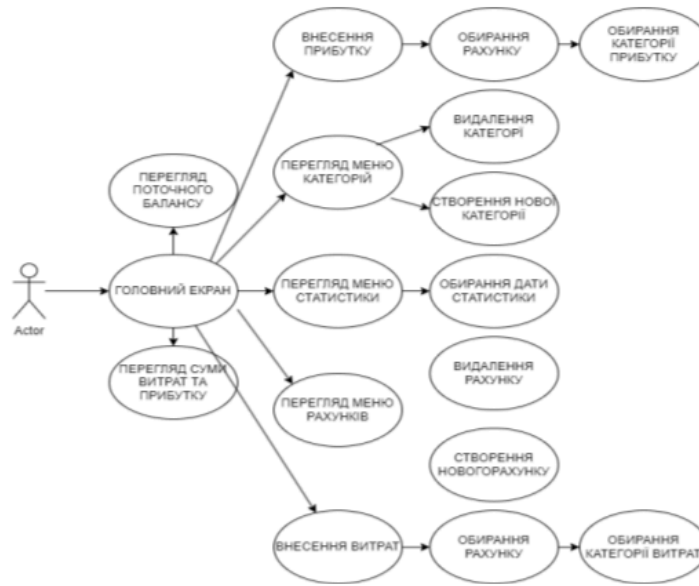 ВНЕСЕННЯ
ПРИБУТКУ
ОБИРАННЯ
РАХУНКУ
ОБИРАННЯ
КАТЕГОРІЇ
ПРИБУТКУ
ВИДАЛЕННЯ
КАТЕГОРЇ
ПЕРЕГЛЯД МЕНЮ
КАТЕГОРІЙ
ПЕРЕГЛЯД
ПОТОЧНОГО
БАЛАНСУ
СТВОРЕННЯ НОВОЇ
КАТЕГОРІЇ
Actor
ГОЛОВНИЙ ЕКРАН
ПЕРЕГЛЯД МЕНЮ
СТАТИСТИКИ
ОБИРАННЯ ДАТИ
СТАТИСТИКИ
ПЕРЕГЛЯД СУМИ
ВИТРАТ ТА
ПРИБУТКУ
ВИДАЛЕННЯ
РАХУНКУ
ПЕРЕГЛЯД МЕНЮ
РАХУНКІВ
СТВОРЕННЯ
НОВОГОРАХУНКУ
ВНЕСЕННЯ ВИТРАТ
ОБИРАННЯ
РАХУНКУ
ОБИРАННЯ
КАТЕГОРІЇ ВИТРАТ